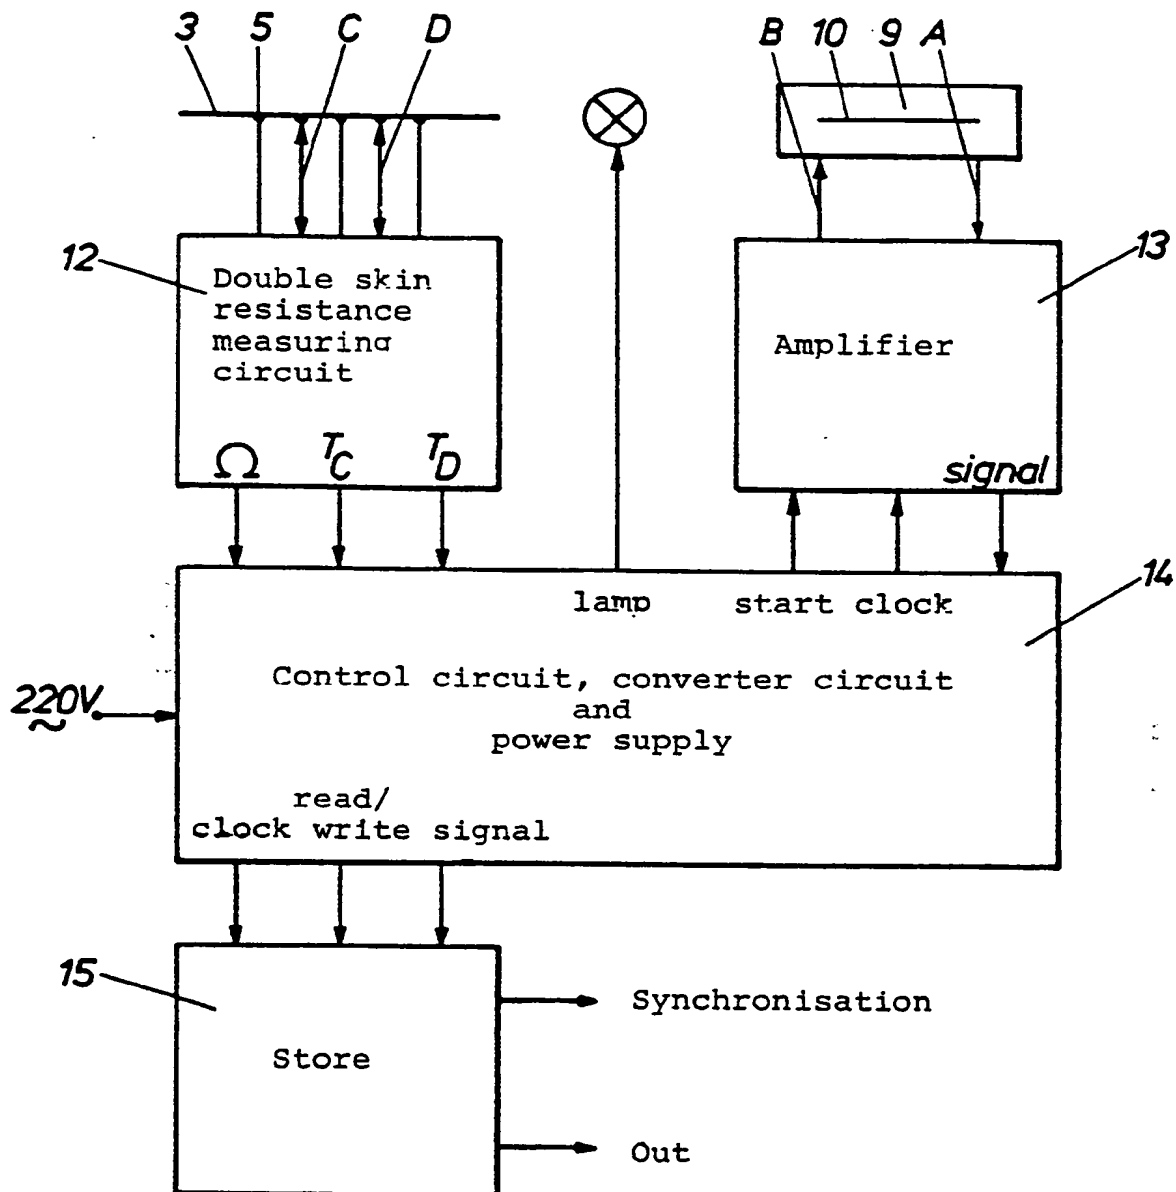 3 5 C D
B 10 9 A
12
Double skin
resistance
measuring
circuit
Ω T_C T_D
13
Amplifier
signal
14
lamp start clock
Control circuit, converter circuit
and
power supply
220V
~
read/
clock write signal
15
Store
Synchronisation
Out